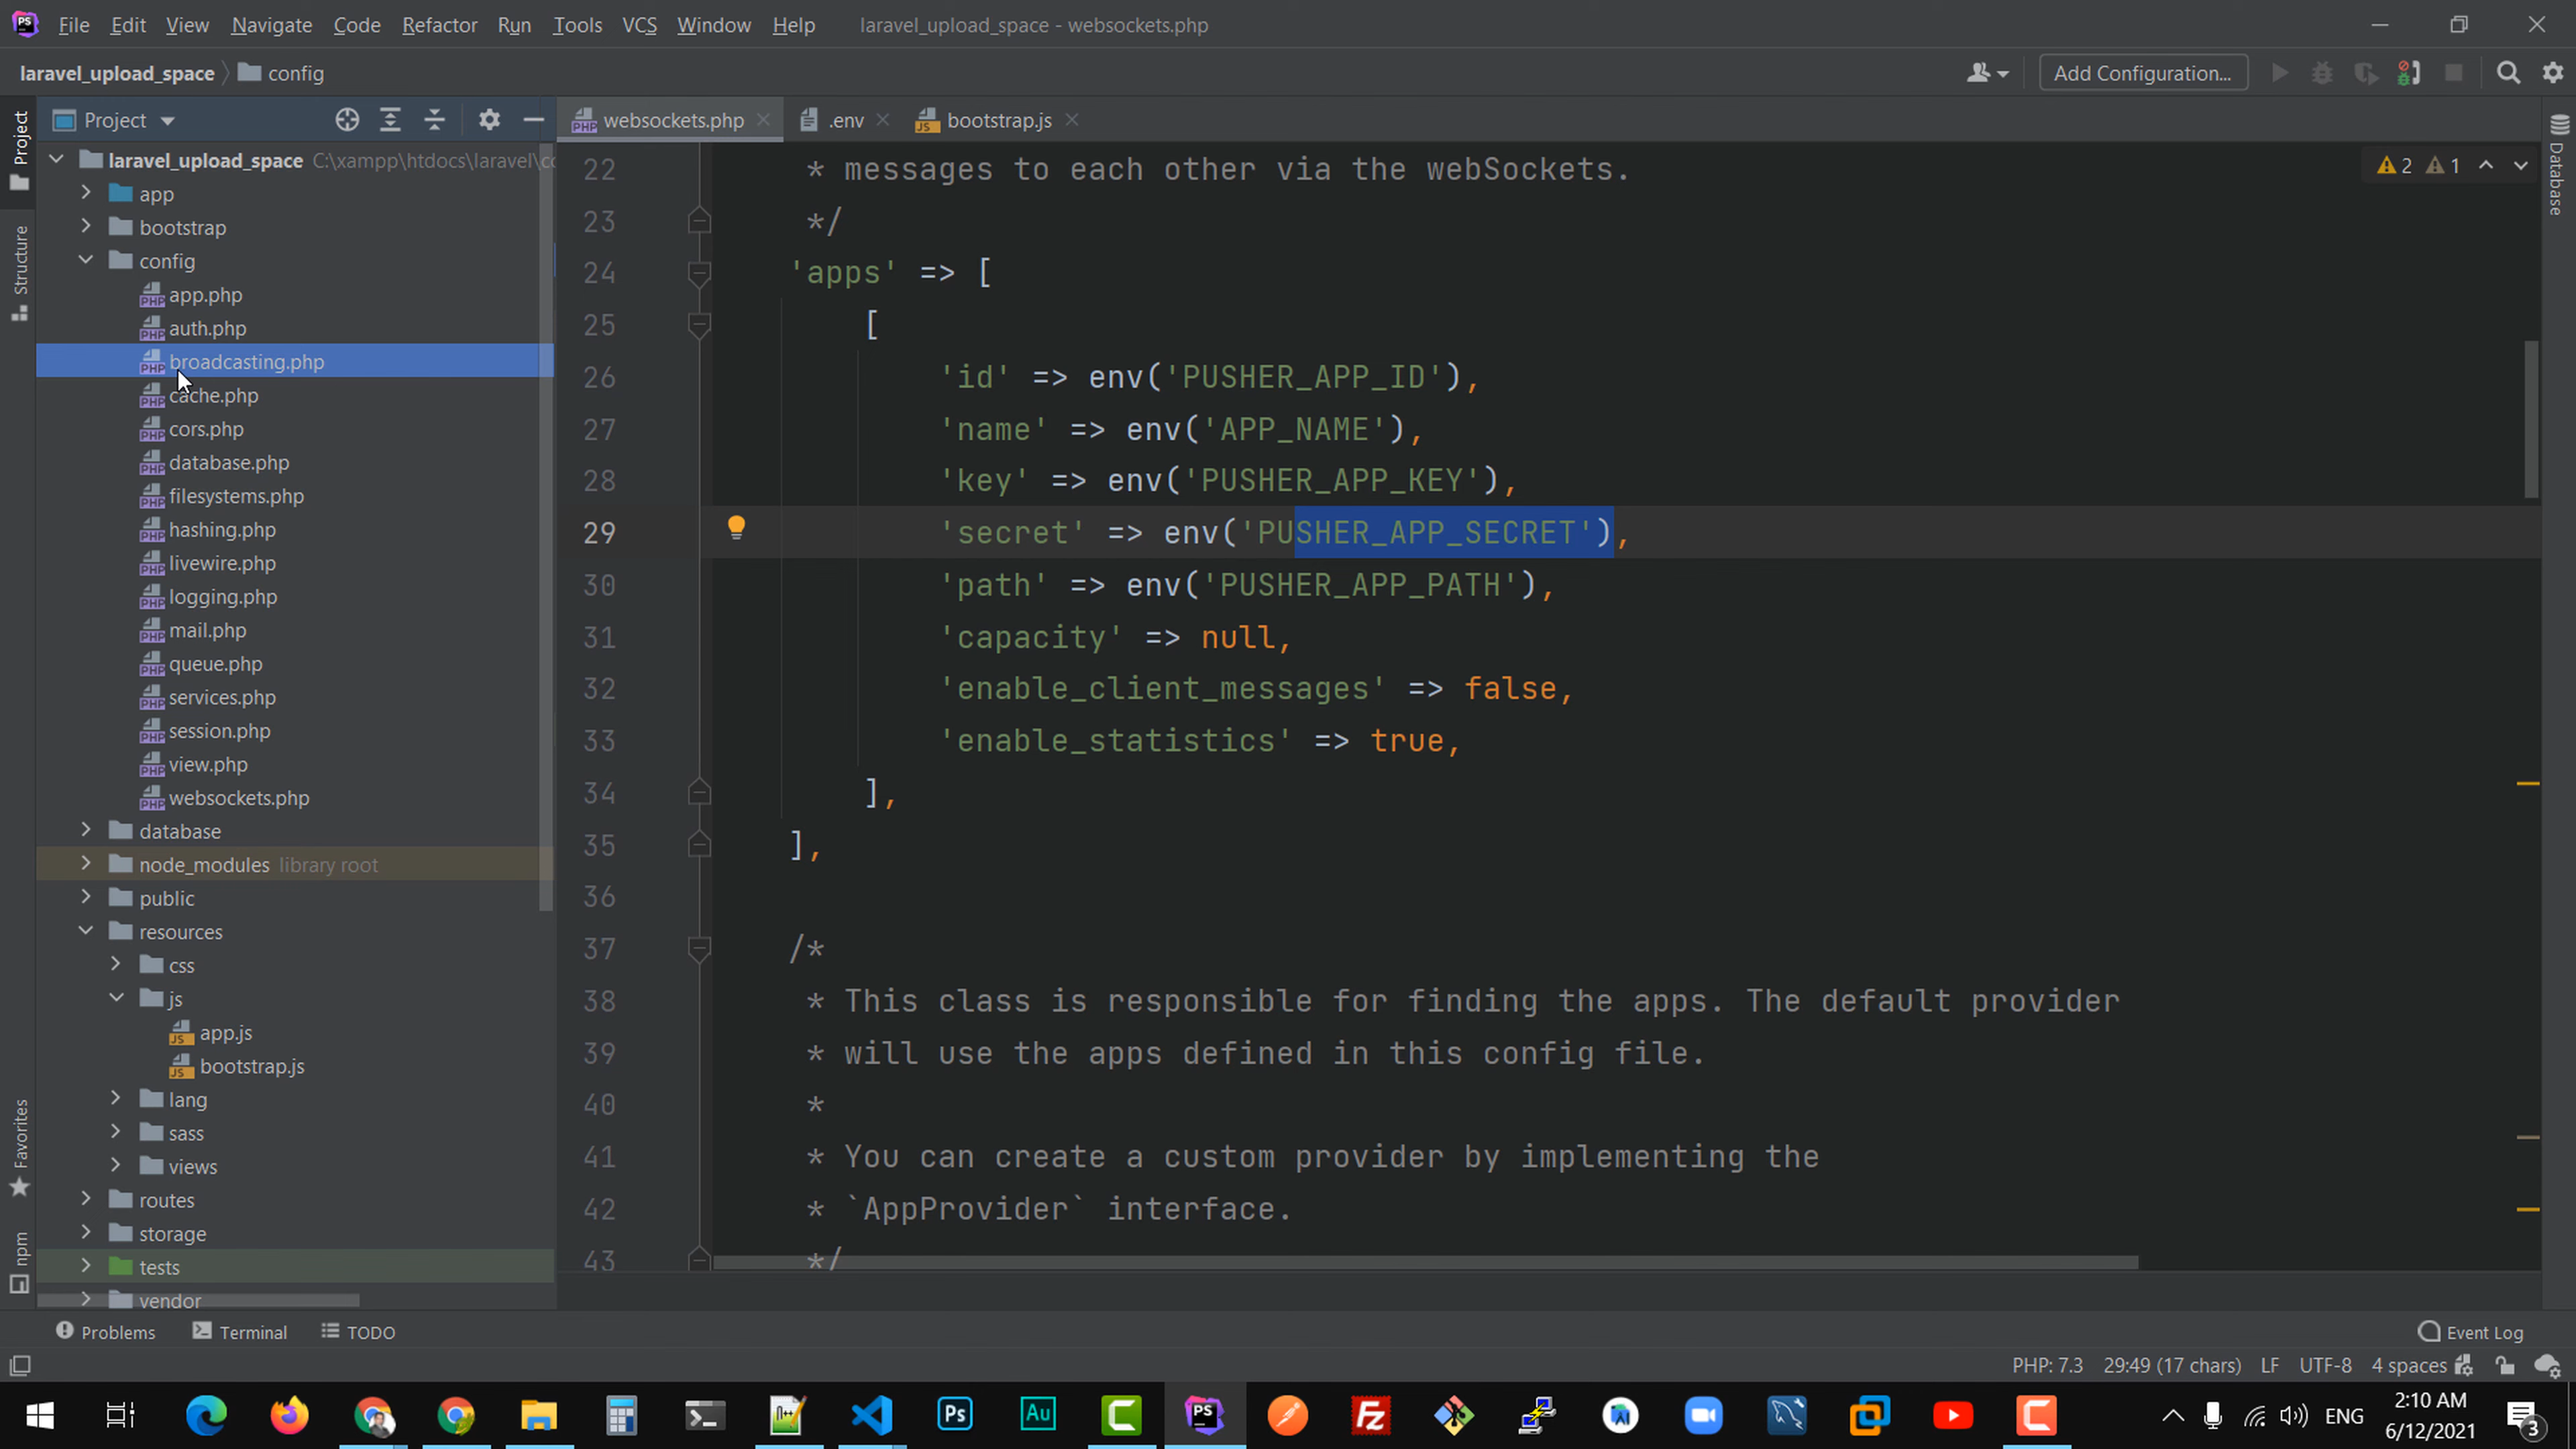 File Edit View Navigate Code Refactor Run Tools VCS Window Help laravel_upload_space - websockets.php
laravel_upload_space config Add Configuration...
Project
websockets.php .env bootstrap.js
laravel_upload_space C:\xampp\htdocs\laravel\co
app
bootstrap
config
app.php
auth.php
broadcasting.php
cache.php
cors.php
database.php
filesystems.php
hashing.php
livewire.php
logging.php
mail.php
queue.php
services.php
session.php
view.php
websockets.php
database
node_modules library root
public
resources
css
js
app.js
bootstrap.js
lang
sass
views
routes
storage
tests
vendor
Project
Structure
Favorites
npm
Database
2 1
22 * messages to each other via the webSockets.
23 */
24 'apps' => [
25 [
26 'id' => env('PUSHER_APP_ID'),
27 'name' => env('APP_NAME'),
28 'key' => env('PUSHER_APP_KEY'),
29 'secret' => env('PUSHER_APP_SECRET'),
30 'path' => env('PUSHER_APP_PATH'),
31 'capacity' => null,
32 'enable_client_messages' => false,
33 'enable_statistics' => true,
34 ],
35 ],
36
37 /*
38 * This class is responsible for finding the apps. The default provider
39 * will use the apps defined in this config file.
40 *
41 * You can create a custom provider by implementing the
42 * `AppProvider` interface.
43 */
Problems Terminal TODO Event Log
PHP: 7.3 29:49 (17 chars) LF UTF-8 4 spaces
ENG 2:10 AM
6/12/2021 3